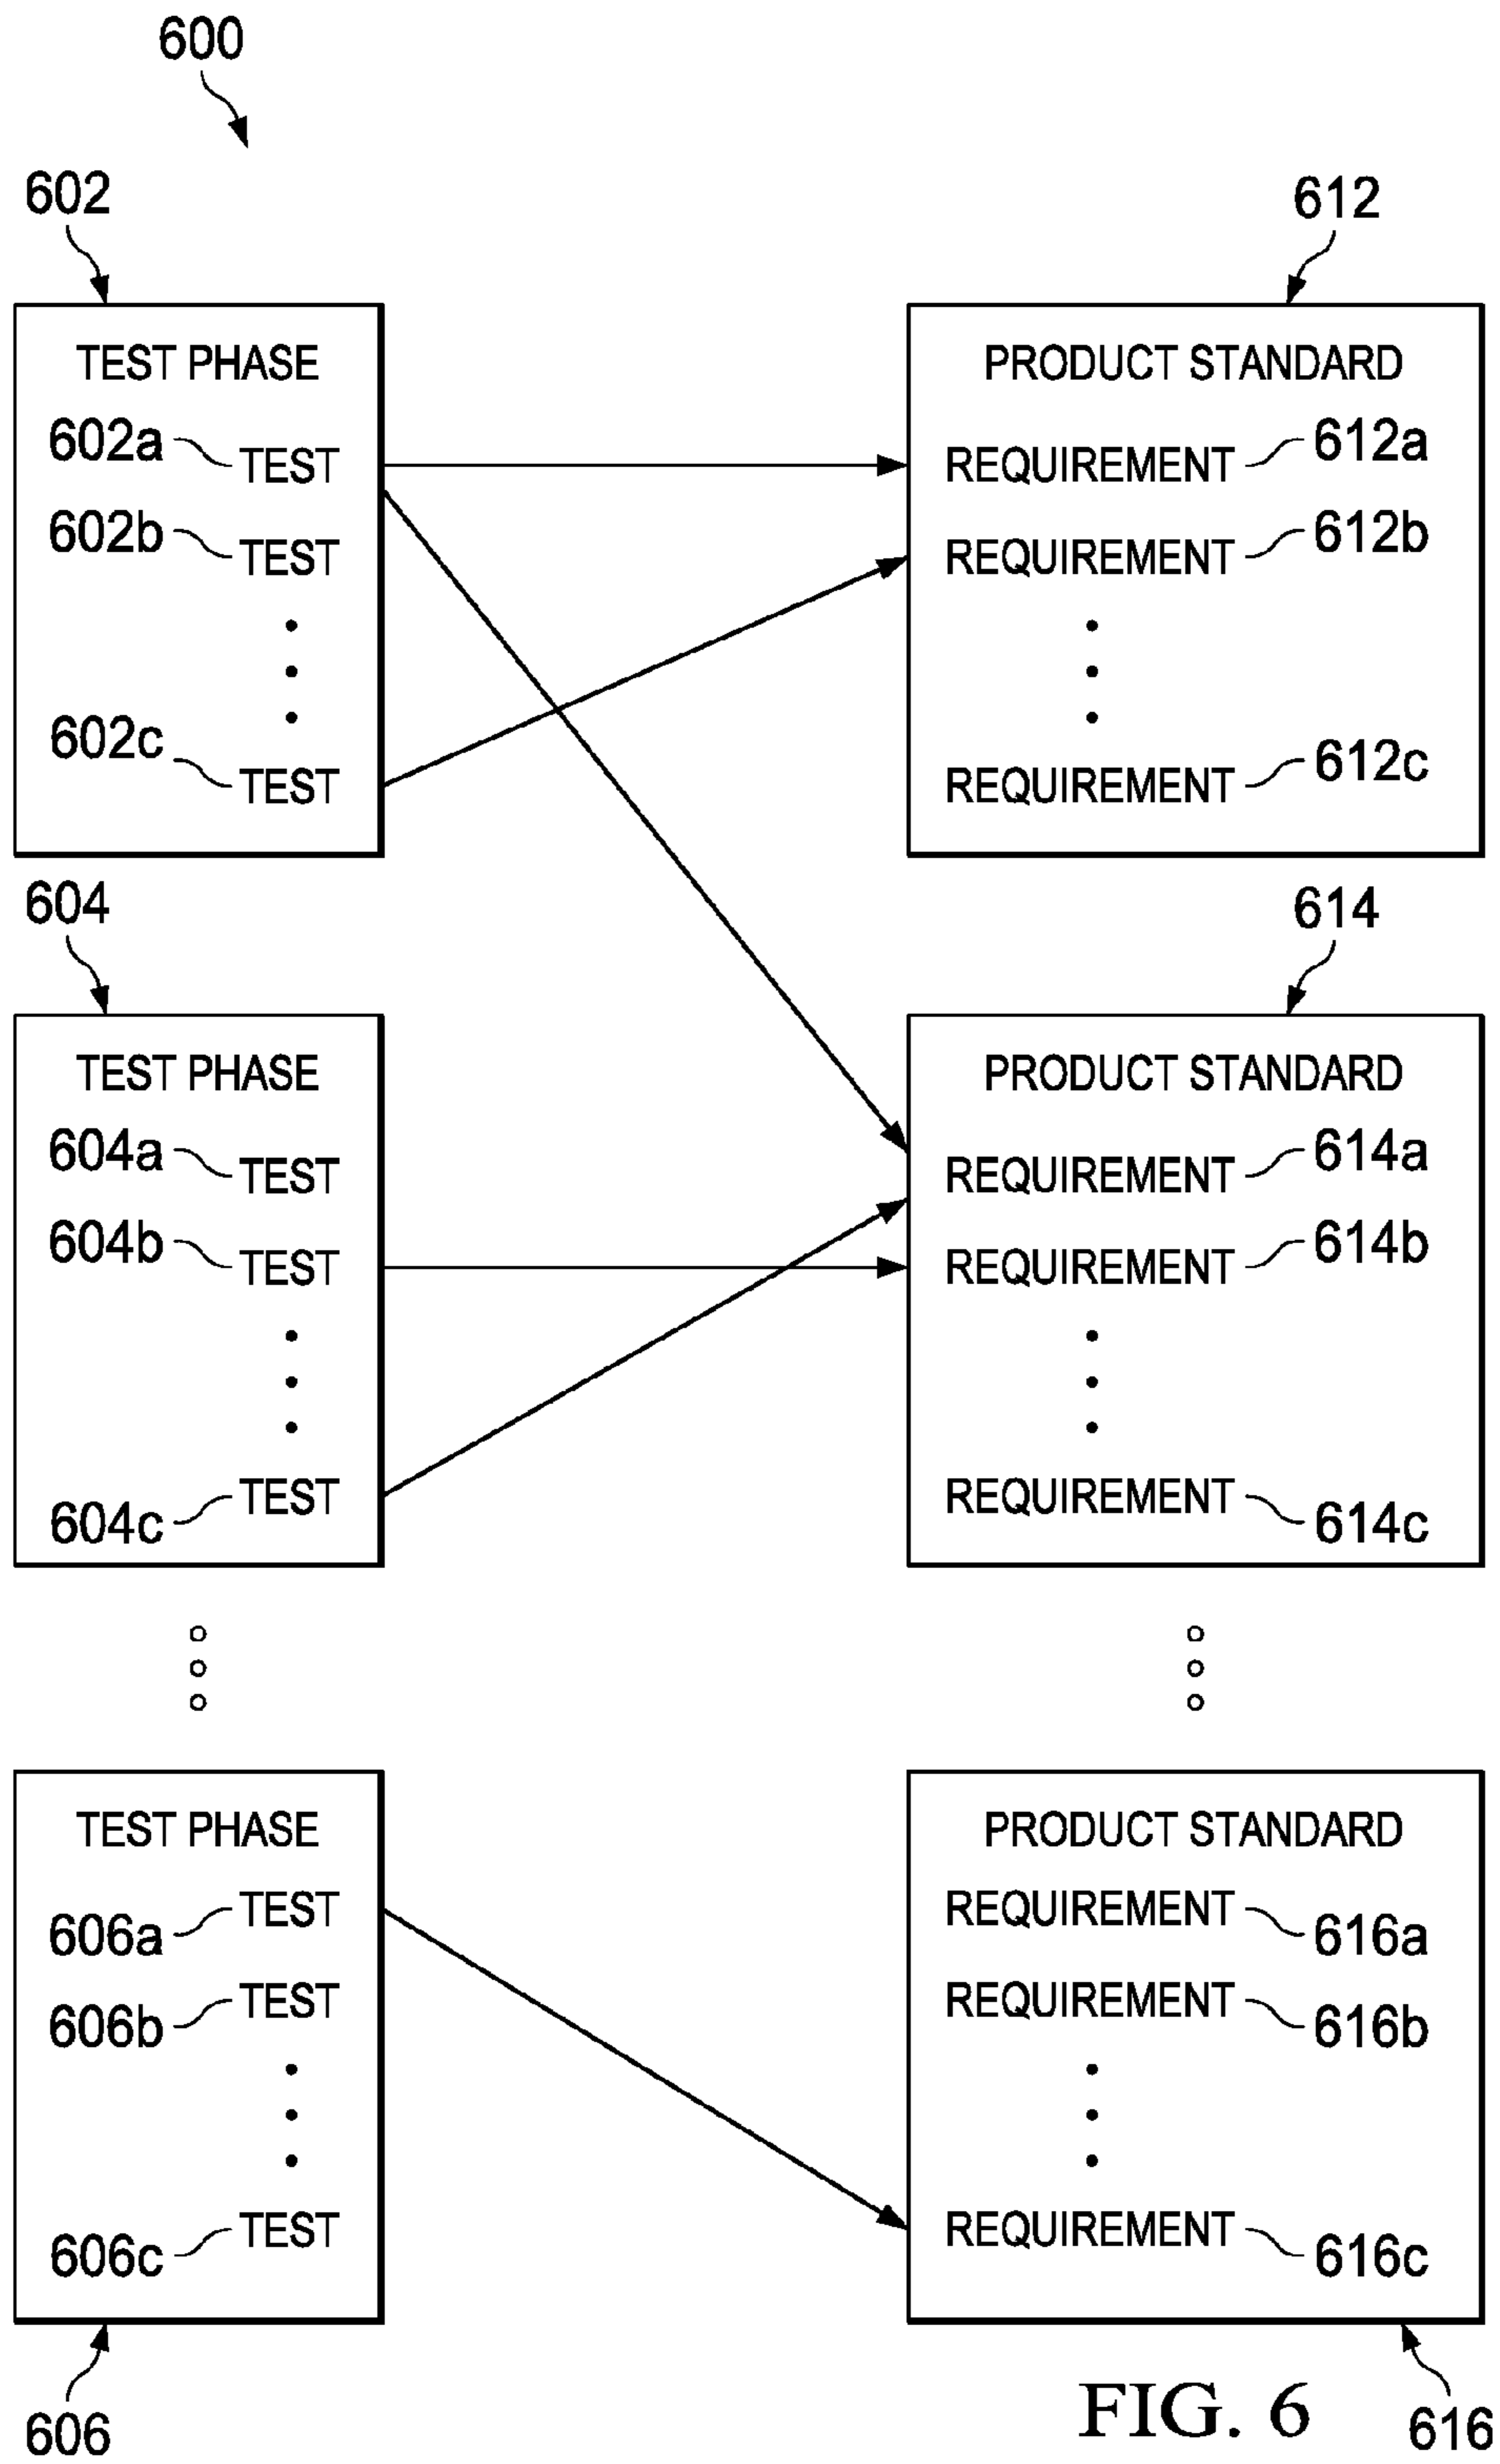 600
602
612
TEST PHASE
602a TEST
602b TEST
602c TEST
PRODUCT STANDARD
REQUIREMENT 612a
REQUIREMENT 612b
REQUIREMENT 612c
604
614
TEST PHASE
604a TEST
604b TEST
604c TEST
PRODUCT STANDARD
REQUIREMENT 614a
REQUIREMENT 614b
REQUIREMENT 614c
TEST PHASE
606a TEST
606b TEST
606c TEST
606
PRODUCT STANDARD
REQUIREMENT 616a
REQUIREMENT 616b
REQUIREMENT 616c
616
FIG. 6